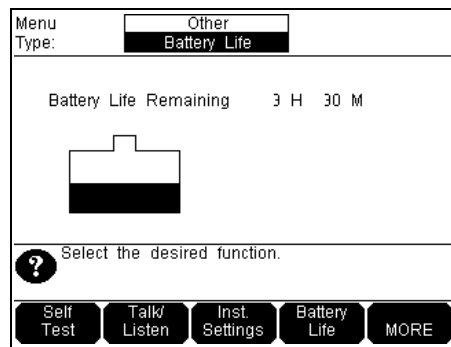 Menu Other
Type: Battery Life
Battery Life Remaining 3 H 30 M
?
Select the desired function.
Self Test Talk/ Listen Inst. Settings Battery Life MORE